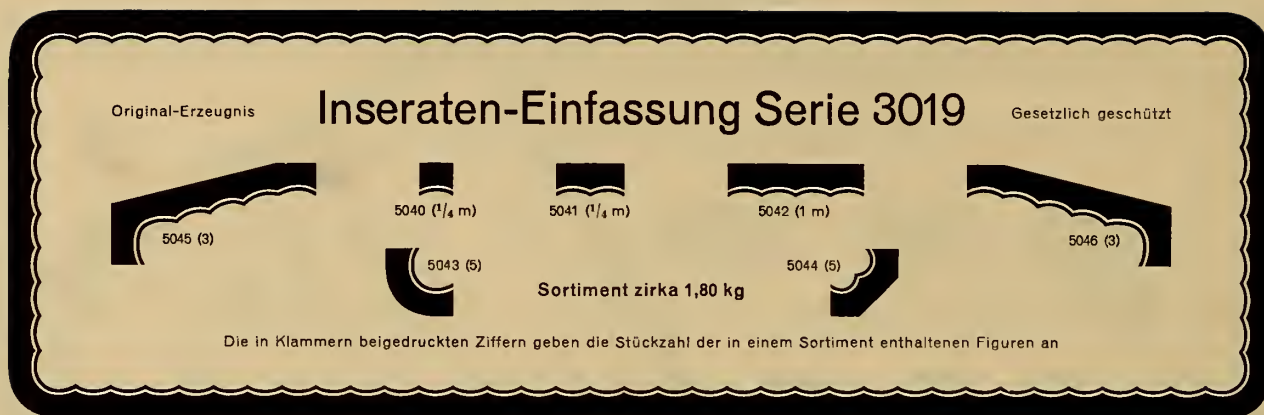 Original-Erzeugnis Inseraten-Einfassung Serie 3019 Gesetzlich geschützt
5040 (1/4 m) 5041 (1/4 m) 5042 (1 m)
5045 (3) 5046 (3)
5043 (5) 5044 (5)
Sortiment zirka 1,80 kg
Die in Klammern beigedruckten Ziffern geben die Stückzahl der in einem Sortiment enthaltenen Figuren an